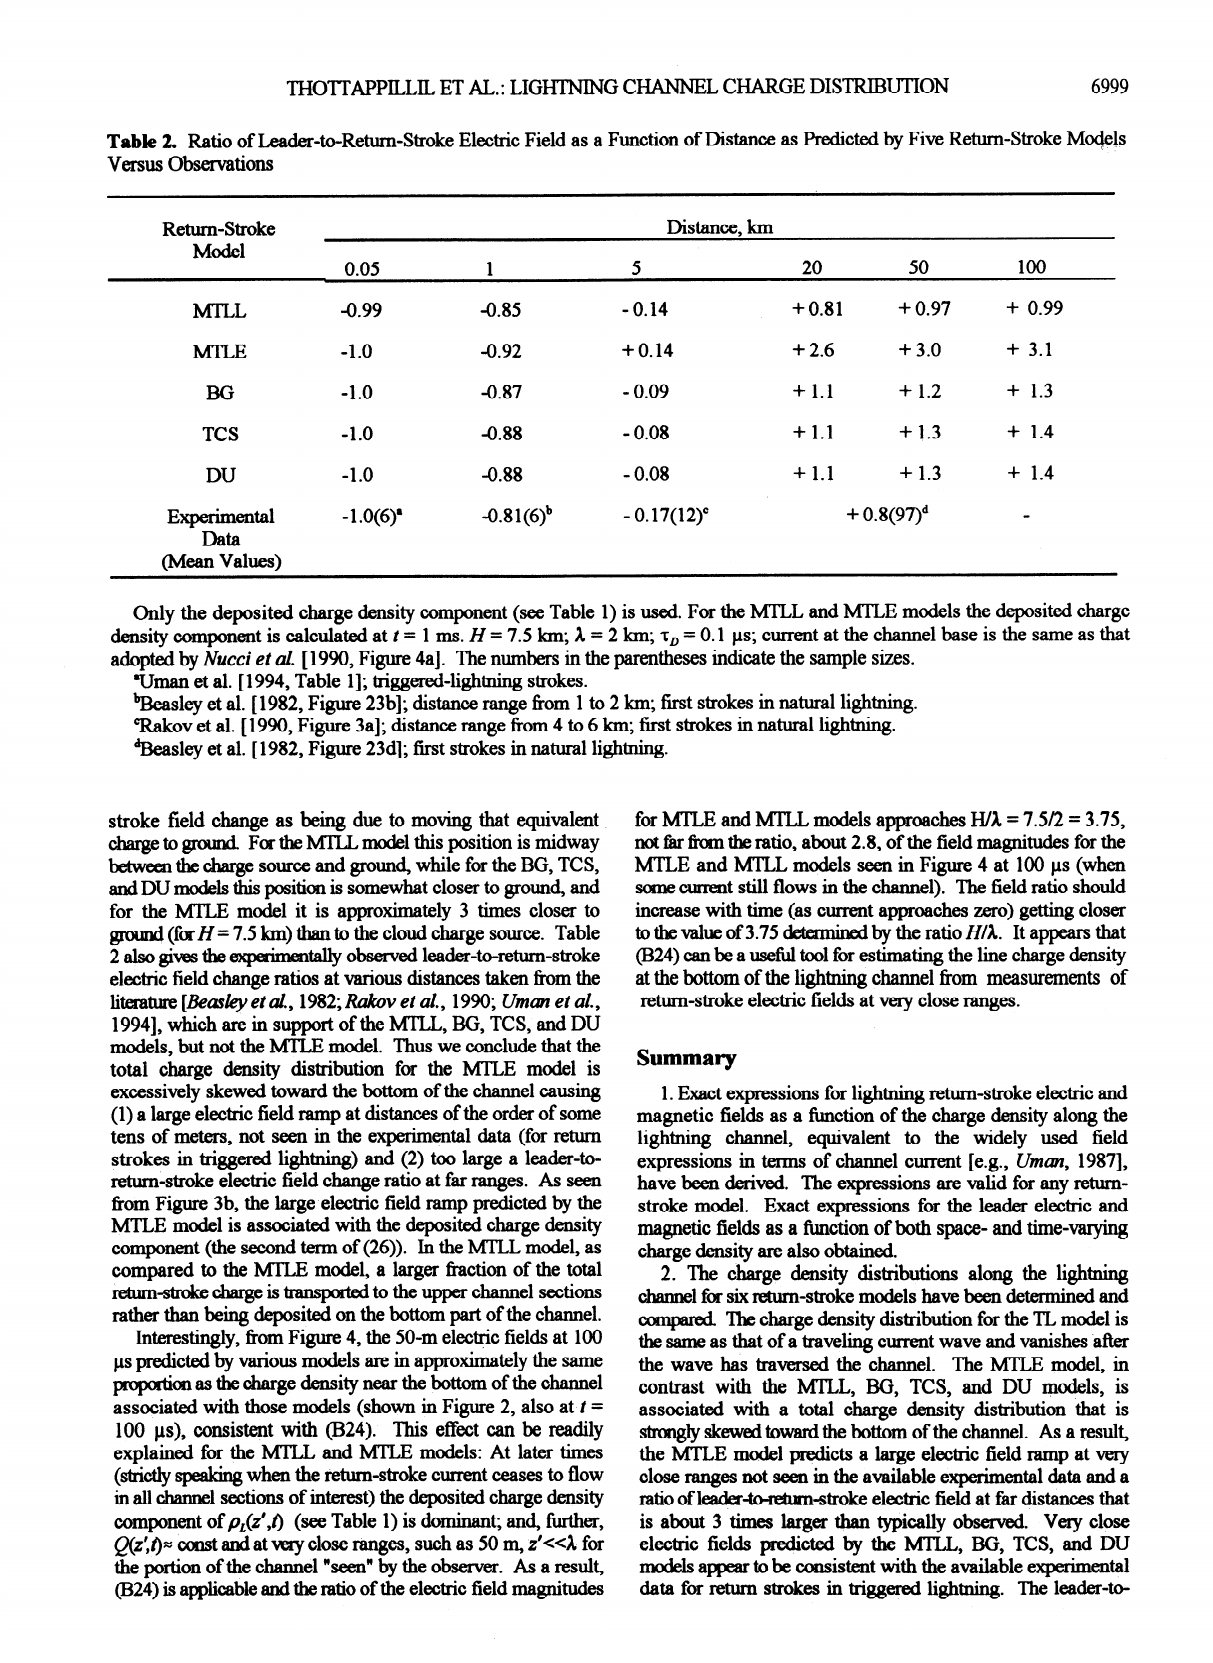 THOTTAPPILLIL ET AL.: LIGHTNING CHANNEL CHARGE DISTRIBUTION 6999
Table 2. Ratio of Leader-to-Return-Stroke Electric Field as a Function of Distance as Predicted by Five Return-Stroke Models
Versus Observations
Return-Stroke Distance, km
Model
0.05 1 5 20 50 100
MTLL -0.99 -0.85 - 0.14 + 0.81 + 0.97 + 0.99
MTLE -1.0 -0.92 + 0.14 + 2.6 + 3.0 + 3.1
BG -1.0 -0.87 - 0.09 + 1.1 + 1.2 + 1.3
TCS -1.0 -0.88 - 0.08 + 1.1 + 1.3 + 1.4
DU -1.0 -0.88 - 0.08 + 1.1 + 1.3 + 1.4
Experimental -1.0(6)ᵃ -0.81(6)ᵇ - 0.17(12)ᶜ + 0.8(97)ᵈ -
Data
(Mean Values)
Only the deposited charge density component (see Table 1) is used. For the MTLL and MTLE models the deposited charge
density component is calculated at t = 1 ms. H = 7.5 km; λ = 2 km; τ_D = 0.1 µs; current at the channel base is the same as that
adopted by Nucci et al. [1990, Figure 4a]. The numbers in the parentheses indicate the sample sizes.
ᵃUman et al. [1994, Table 1]; triggered-lightning strokes.
ᵇBeasley et al. [1982, Figure 23b]; distance range from 1 to 2 km; first strokes in natural lightning.
ᶜRakov et al. [1990, Figure 3a]; distance range from 4 to 6 km; first strokes in natural lightning.
ᵈBeasley et al. [1982, Figure 23d]; first strokes in natural lightning.
stroke field change as being due to moving that equivalent
charge to ground. For the MTLL model this position is midway
between the charge source and ground, while for the BG, TCS,
and DU models this position is somewhat closer to ground, and
for the MTLE model it is approximately 3 times closer to
ground (for H = 7.5 km) than to the cloud charge source. Table
2 also gives the experimentally observed leader-to-return-stroke
electric field change ratios at various distances taken from the
literature [Beasley et al., 1982; Rakov et al., 1990; Uman et al.,
1994], which are in support of the MTLL, BG, TCS, and DU
models, but not the MTLE model. Thus we conclude that the
total charge density distribution for the MTLE model is
excessively skewed toward the bottom of the channel causing
(1) a large electric field ramp at distances of the order of some
tens of meters, not seen in the experimental data (for return
strokes in triggered lightning) and (2) too large a leader-to-
return-stroke electric field change ratio at far ranges. As seen
from Figure 3b, the large electric field ramp predicted by the
MTLE model is associated with the deposited charge density
component (the second term of (26)). In the MTLL model, as
compared to the MTLE model, a larger fraction of the total
return-stroke charge is transported to the upper channel sections
rather than being deposited on the bottom part of the channel.
Interestingly, from Figure 4, the 50-m electric fields at 100
µs predicted by various models are in approximately the same
proportion as the charge density near the bottom of the channel
associated with those models (shown in Figure 2, also at t =
100 µs), consistent with (B24). This effect can be readily
explained for the MTLL and MTLE models: At later times
(strictly speaking when the return-stroke current ceases to flow
in all channel sections of interest) the deposited charge density
component of ρ_L(z',t) (see Table 1) is dominant; and, further,
Q(z',t)≈ const and at very close ranges, such as 50 m, z'<<λ for
the portion of the channel "seen" by the observer. As a result,
(B24) is applicable and the ratio of the electric field magnitudes
for MTLE and MTLL models approaches H/λ = 7.5/2 = 3.75,
not far from the ratio, about 2.8, of the field magnitudes for the
MTLE and MTLL models seen in Figure 4 at 100 µs (when
some current still flows in the channel). The field ratio should
increase with time (as current approaches zero) getting closer
to the value of 3.75 determined by the ratio H/λ. It appears that
(B24) can be a useful tool for estimating the line charge density
at the bottom of the lightning channel from measurements of
return-stroke electric fields at very close ranges.
Summary
1. Exact expressions for lightning return-stroke electric and
magnetic fields as a function of the charge density along the
lightning channel, equivalent to the widely used field
expressions in terms of channel current [e.g., Uman, 1987],
have been derived. The expressions are valid for any return-
stroke model. Exact expressions for the leader electric and
magnetic fields as a function of both space- and time-varying
charge density are also obtained.
2. The charge density distributions along the lightning
channel for six return-stroke models have been determined and
compared. The charge density distribution for the TL model is
the same as that of a traveling current wave and vanishes after
the wave has traversed the channel. The MTLE model, in
contrast with the MTLL, BG, TCS, and DU models, is
associated with a total charge density distribution that is
strongly skewed toward the bottom of the channel. As a result,
the MTLE model predicts a large electric field ramp at very
close ranges not seen in the available experimental data and a
ratio of leader-to-return-stroke electric field at far distances that
is about 3 times larger than typically observed. Very close
electric fields predicted by the MTLL, BG, TCS, and DU
models appear to be consistent with the available experimental
data for return strokes in triggered lightning. The leader-to-